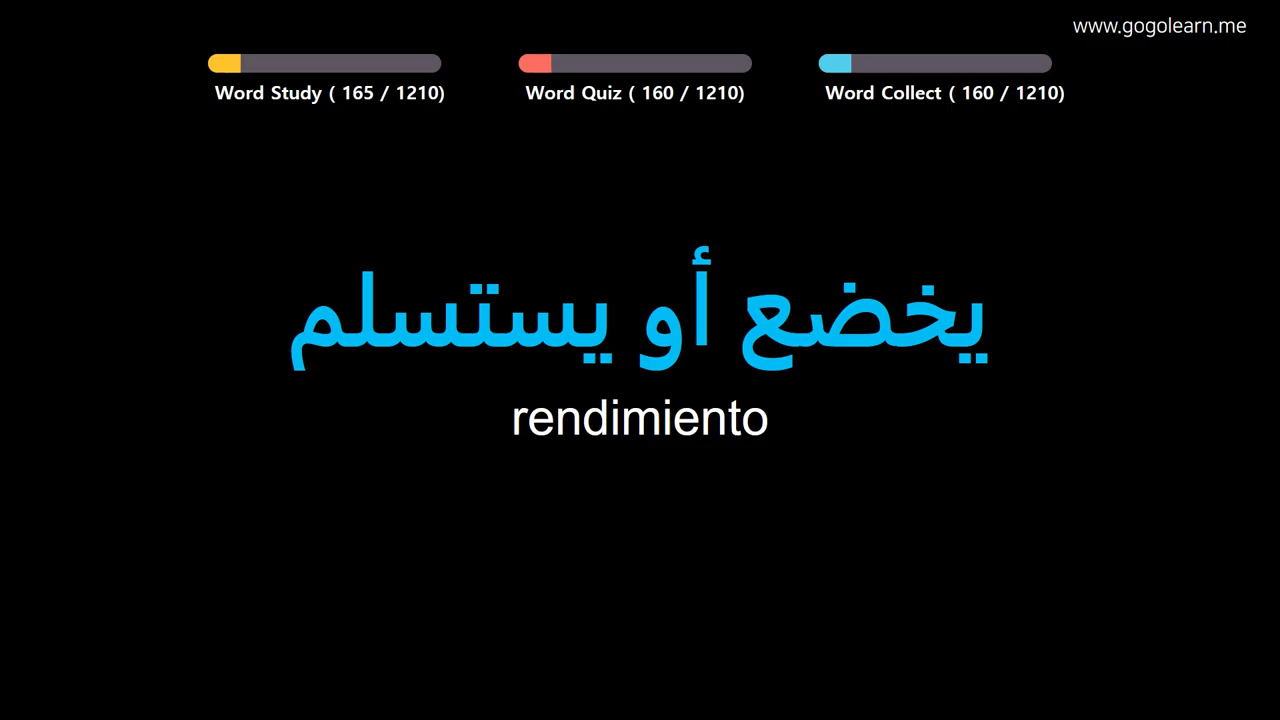 www.gogolearn.me
Word Study ( 165 / 1210)
Word Quiz ( 160 / 1210)
Word Collect ( 160 / 1210)
يخضع أو يستسلم
rendimiento